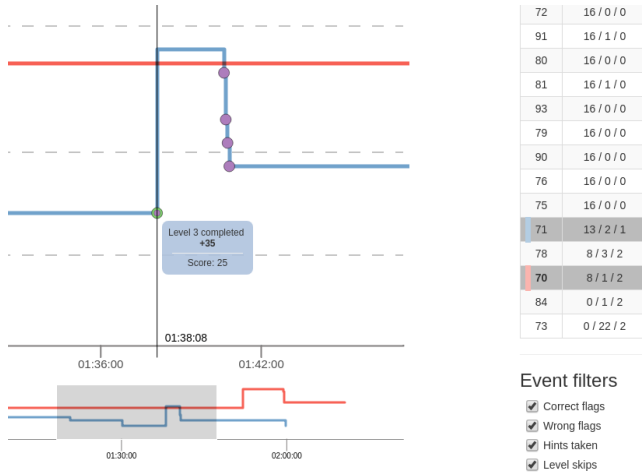 72 16 / 0 / 0
91 16 / 1 / 0
80 16 / 0 / 0
81 16 / 1 / 0
93 16 / 0 / 0
79 16 / 0 / 0
90 16 / 0 / 0
76 16 / 0 / 0
75 16 / 0 / 0
71 13 / 2 / 1
78 8 / 3 / 2
70 8 / 1 / 2
84 0 / 1 / 2
73 0 / 22 / 2
Level 3 completed
+35
Score: 25
01:38:08
01:36:00 01:42:00
01:30:00 02:00:00
Event filters
Correct flags
Wrong flags
Hints taken
Level skips